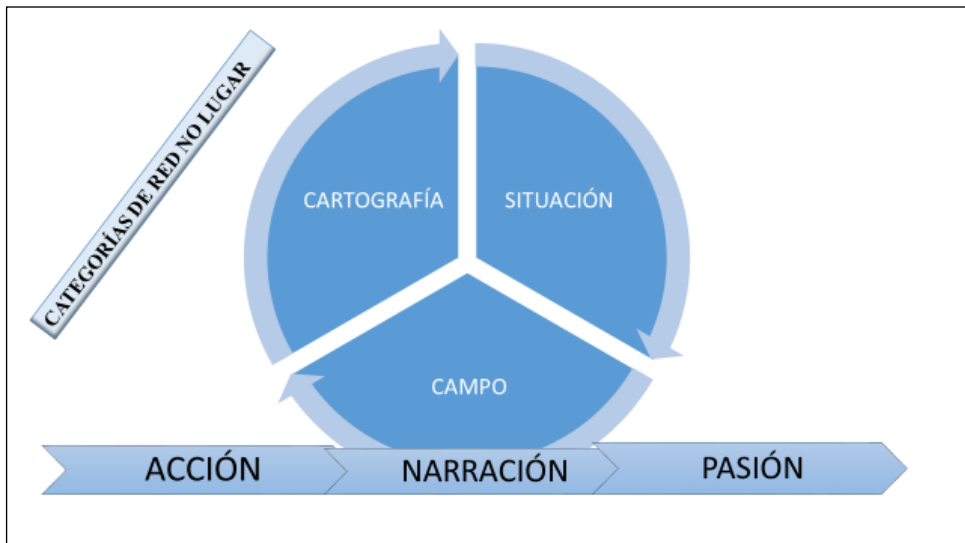 CATEGORÍAS DE RED NO LUGAR
CARTOGRAFÍA
SITUACIÓN
CAMPO
ACCIÓN
NARRACIÓN
PASIÓN